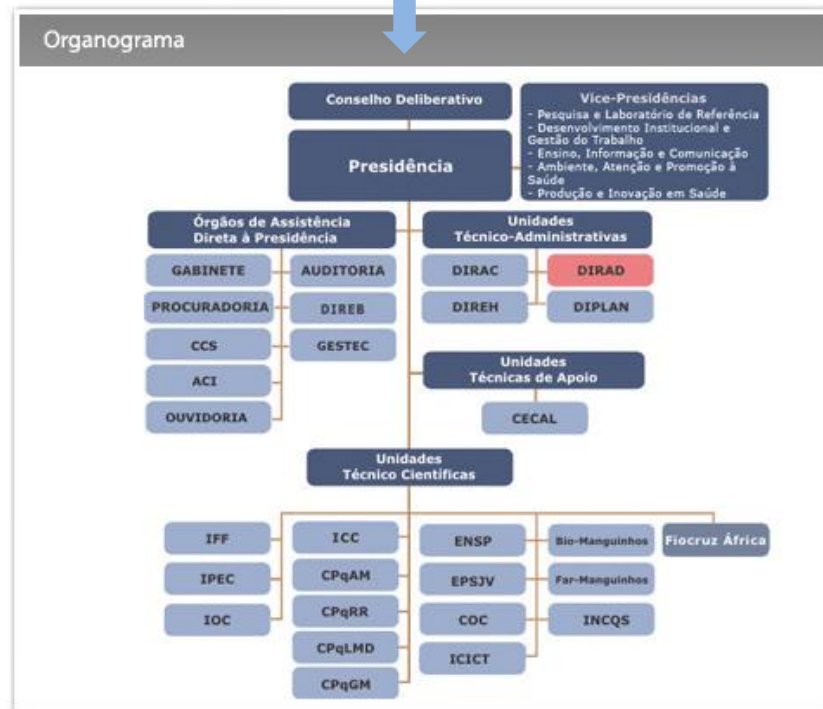 Organograma
Conselho Deliberativo
Vice-Presidências
- Pesquisa e Laboratório de Referência
- Desenvolvimento Institucional e
Gestão do Trabalho
- Ensino, Informação e Comunicação
- Ambiente, Atenção e Promoção à
Saúde
- Produção e Inovação em Saúde
Presidência
Órgãos de Assistência
Direta à Presidência
GABINETE
AUDITORIA
PROCURADORIA
DIREB
CCS
GESTEC
ACI
OUVIDORIA
Unidades
Técnico-Administrativas
DIRAC
DIRAD
DIREH
DIPLAN
Unidades
Técnicas de Apoio
CECAL
Unidades
Técnico Científicas
IFF
IPEC
IOC
ICC
CPqAM
CPqRR
CPqLMD
CPqGM
ENSP
EPSJV
COC
ICICT
Bio-Manguinhos
Far-Manguinhos
INCQS
Fiocruz África